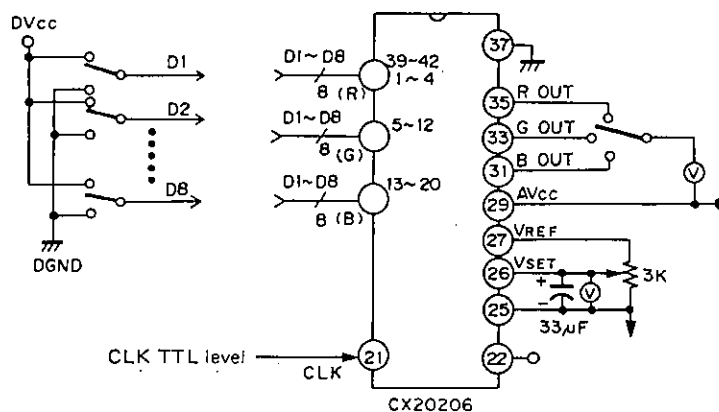 DVcc
D1
D2
D8
DGND
D1~D8
8 (R)
39~42
1~4
D1~D8
8 (G)
5~12
D1~D8
8 (B)
13~20
CLK TTL level
CLK
21
37
35
R OUT
33
G OUT
31
B OUT
29
AVcc
27
VREF
26
VSET
25
22
V
V
+
−
33μF
3K
CX20206